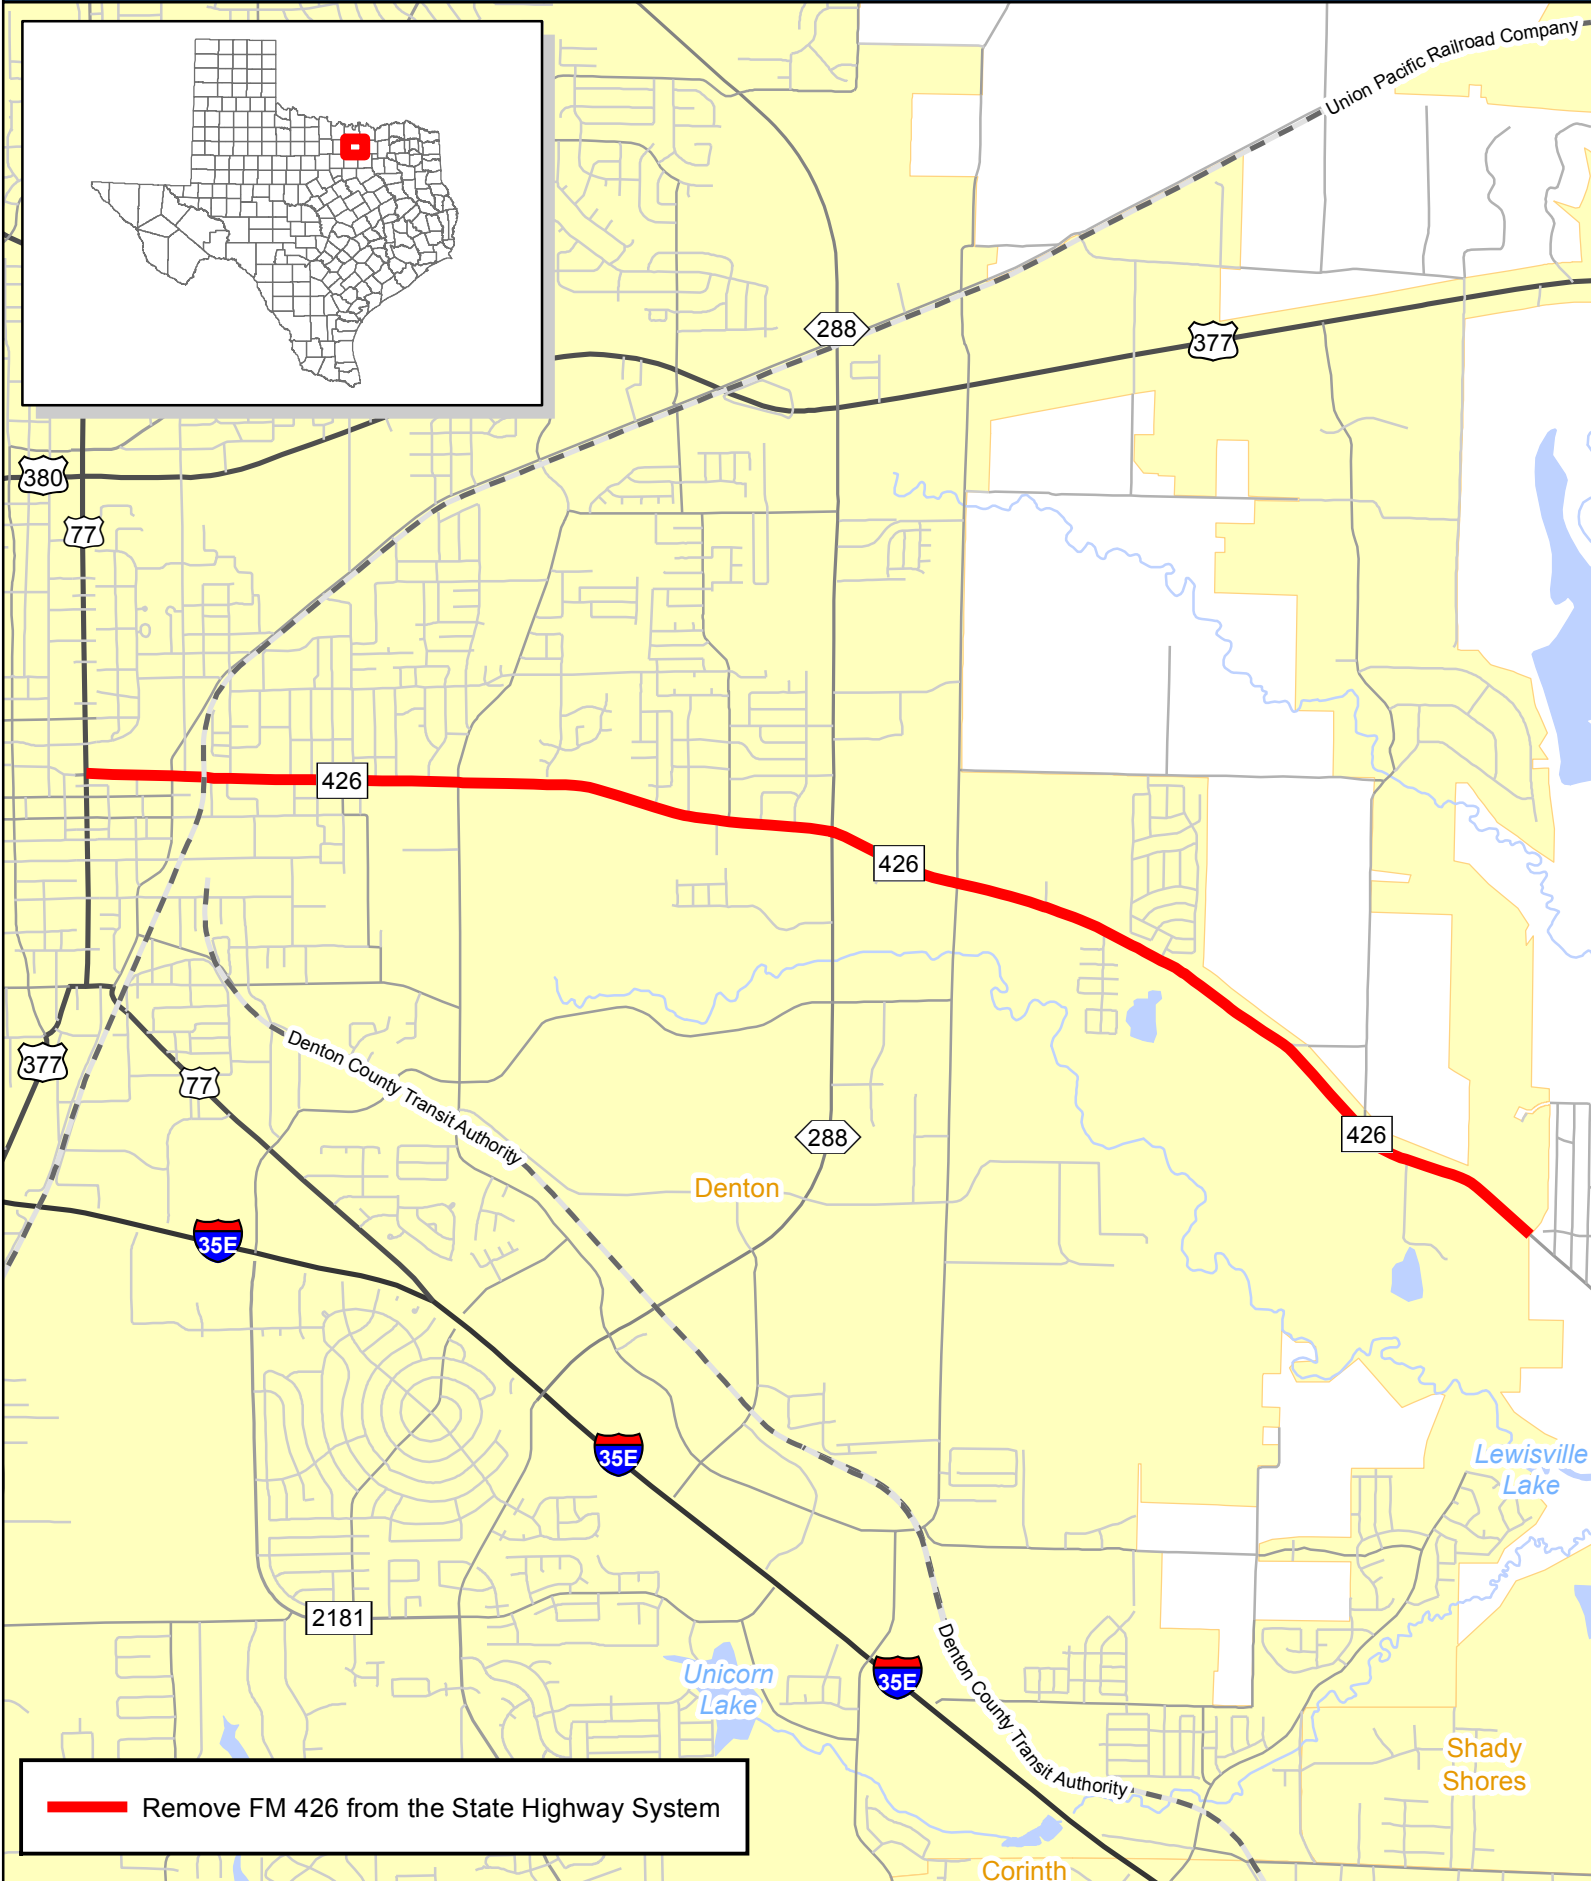 Union Pacific Railroad Company
288
377
380
77
426
426
Denton County Transit Authority
377
77
288
426
Denton
35E
35E
Lewisville
Lake
2181
Denton County Transit Authority
Unicorn
Lake
35E
Shady
Shores
Remove FM 426 from the State Highway System
Corinth